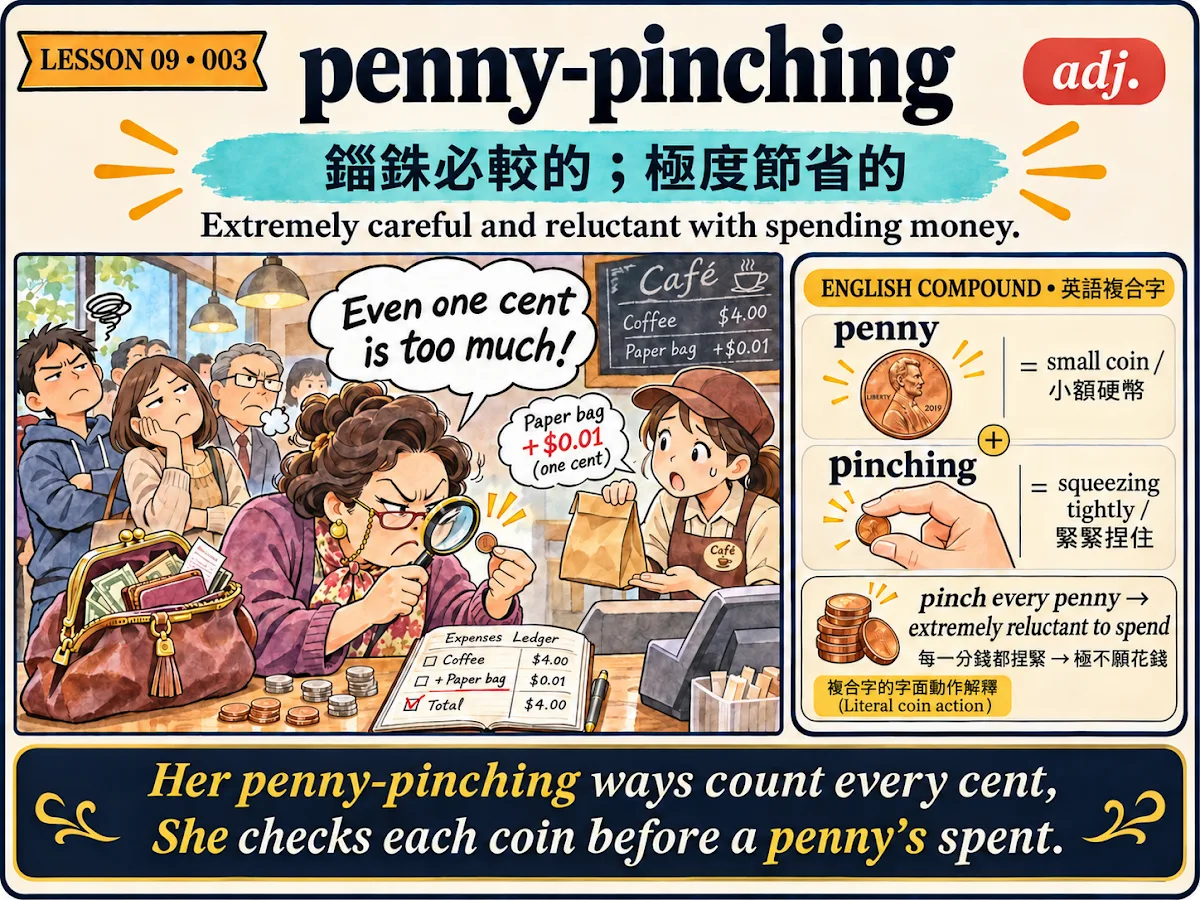 LESSON 09 • 003
penny-pinching
adj.
錙銖必較的；極度節省的
Extremely careful and reluctant with spending money.
Even one cent
is too much!
Café
Coffee $4.00
Paper bag +$0.01
Paper bag
+$0.01
(one cent)
Café
Expenses Ledger
Coffee $4.00
+Paper bag $0.01
Total $4.00
ENGLISH COMPOUND • 英語複合字
penny
LIBERTY
2019
= small coin /
小額硬幣
+
pinching
= squeezing
tightly /
緊緊捏住
pinch every penny →
extremely reluctant to spend
每一分錢都捏緊 → 極不願花錢
複合字的字面動作解釋
(Literal coin action)
Her penny-pinching ways count every cent,
She checks each coin before a penny's spent.